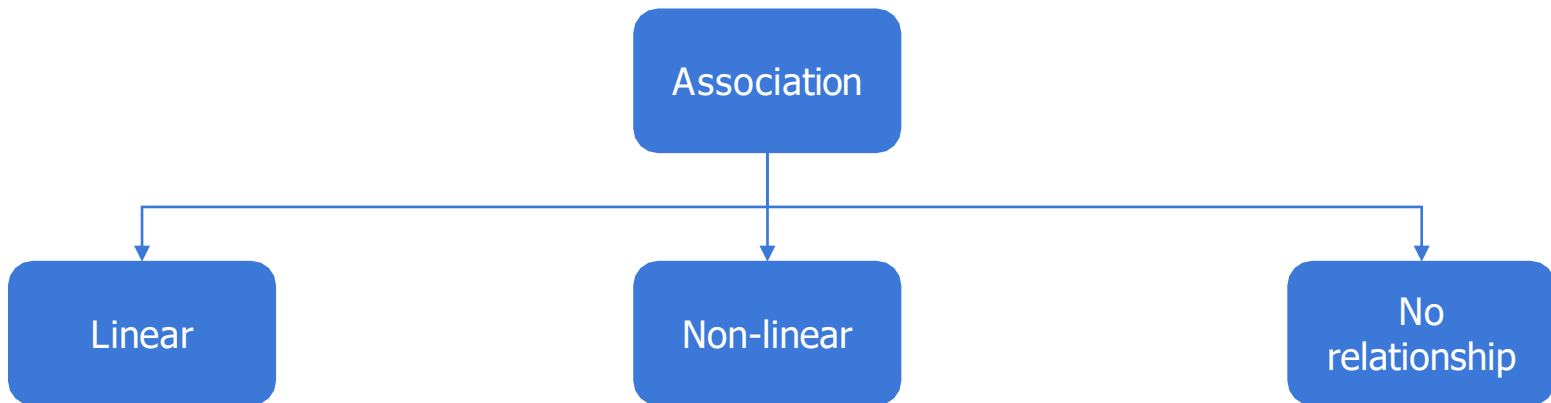 Association
Linear
Non-linear
No
relationship